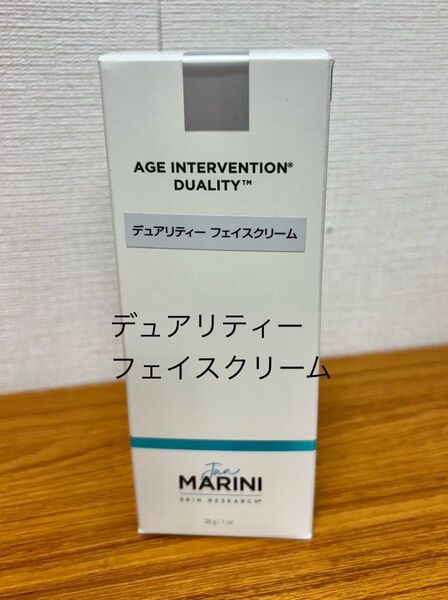 AGE INTERVENTION®
DUALITY™
デュアリティー フェイスクリーム
デュアリティー
フェイスクリーム
Jan
MARINI
SKIN RESEARCH®
28 g / 1 oz